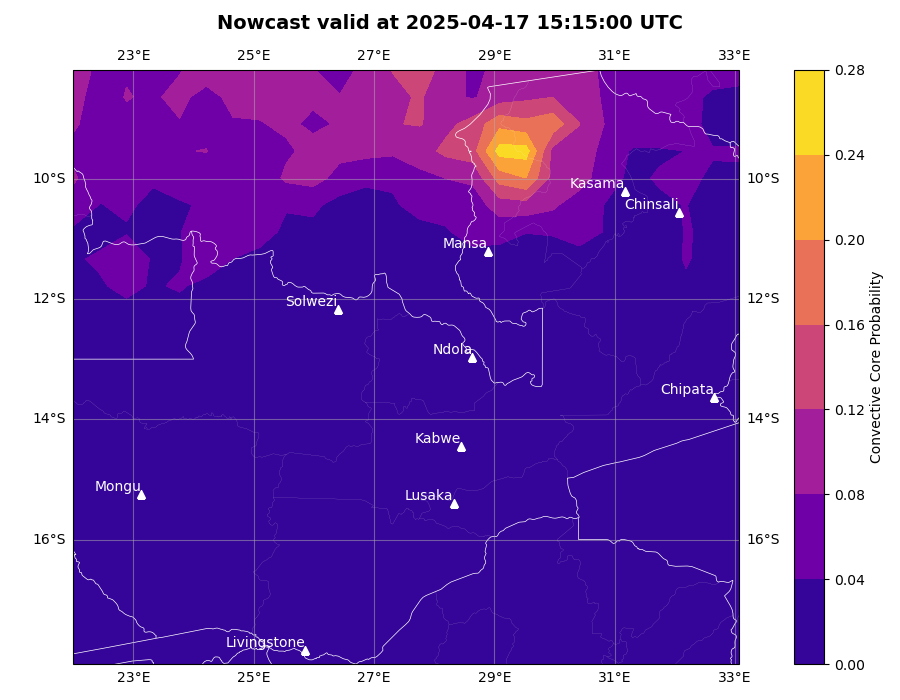 Nowcast valid at 2025-04-17 15:15:00 UTC
23°E 25°E 27°E 29°E 31°E 33°E
0.28
0.24
10°S Kasama 10°S
Chinsali
0.20
Mansa
12°S Solwezi 12°S
0.16
Ndola
Convective Core Probability
Chipata
0.12
14°S 14°S
Kabwe
Mongu
0.08
Lusaka
16°S 16°S
0.04
Livingstone
0.00
23°E 25°E 27°E 29°E 31°E 33°E